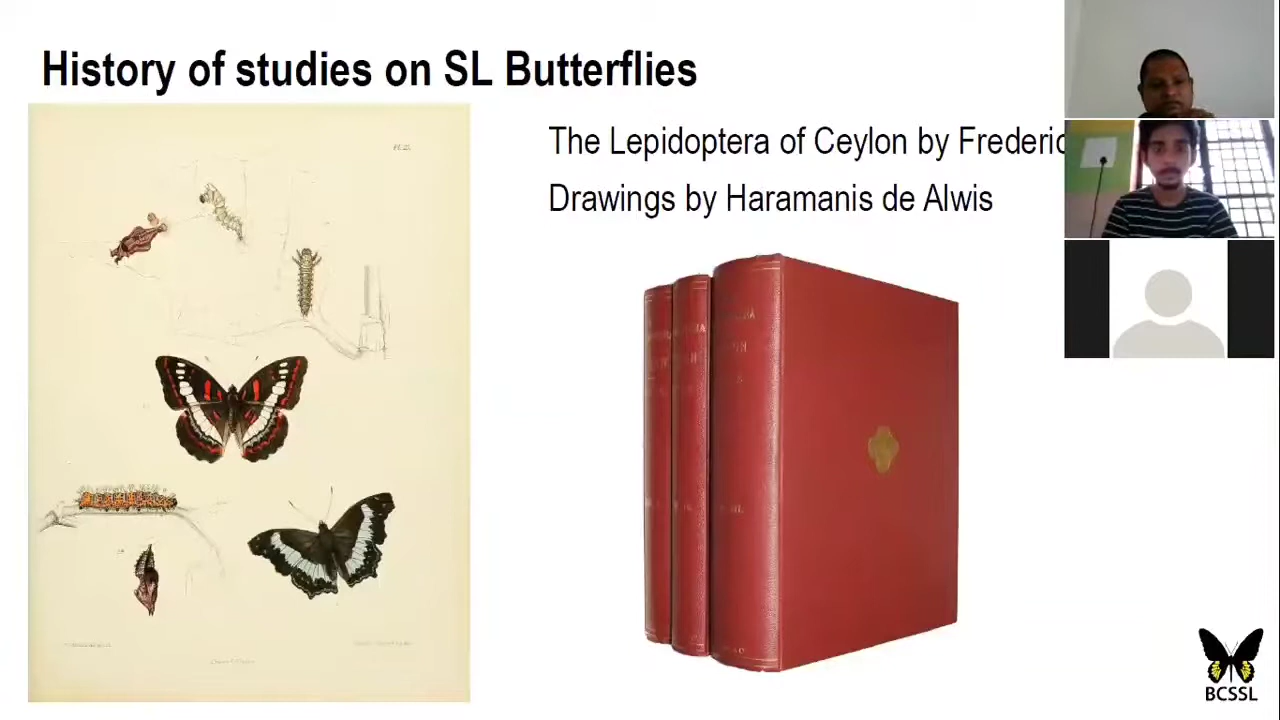 History of studies on SL Butterflies
The Lepidoptera of Ceylon by Frederic
Drawings by Haramanis de Alwis
BCSSL